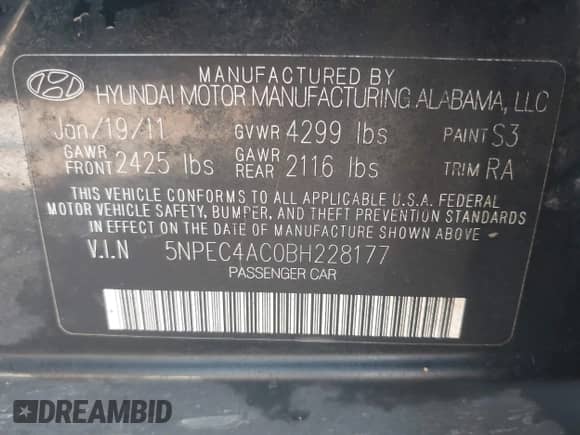 MANUFACTURED BY
HYUNDAI MOTOR MANUFACTURING ALABAMA, LLC
Jan/19/11 GVWR 4299 lbs PAINT S3
GAWR FRONT 2425 lbs GAWR REAR 2116 lbs TRIM RA
THIS VEHICLE CONFORMS TO ALL APPLICABLE U.S.A. FEDERAL
MOTOR VEHICLE SAFETY, BUMPER, AND THEFT PREVENTION STANDARDS
IN EFFECT ON THE DATE OF MANUFACTURE SHOWN ABOVE
V.I.N 5NPEC4AC0BH228177
PASSENGER CAR
DREAMBID